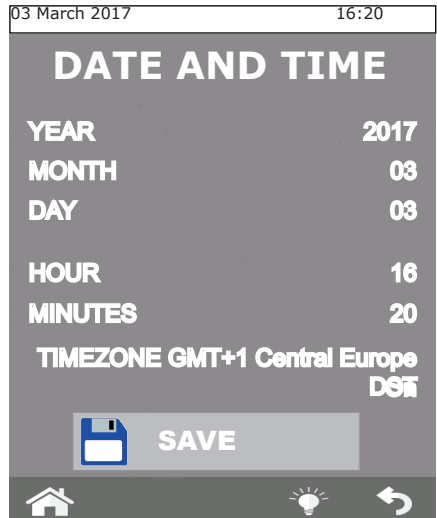 03 March 2017 16:20
DATE AND TIME
YEAR 2017
MONTH 03
DAY 03
HOUR 16
MINUTES 20
TIMEZONE GMT+1 Central Europe
SAVE